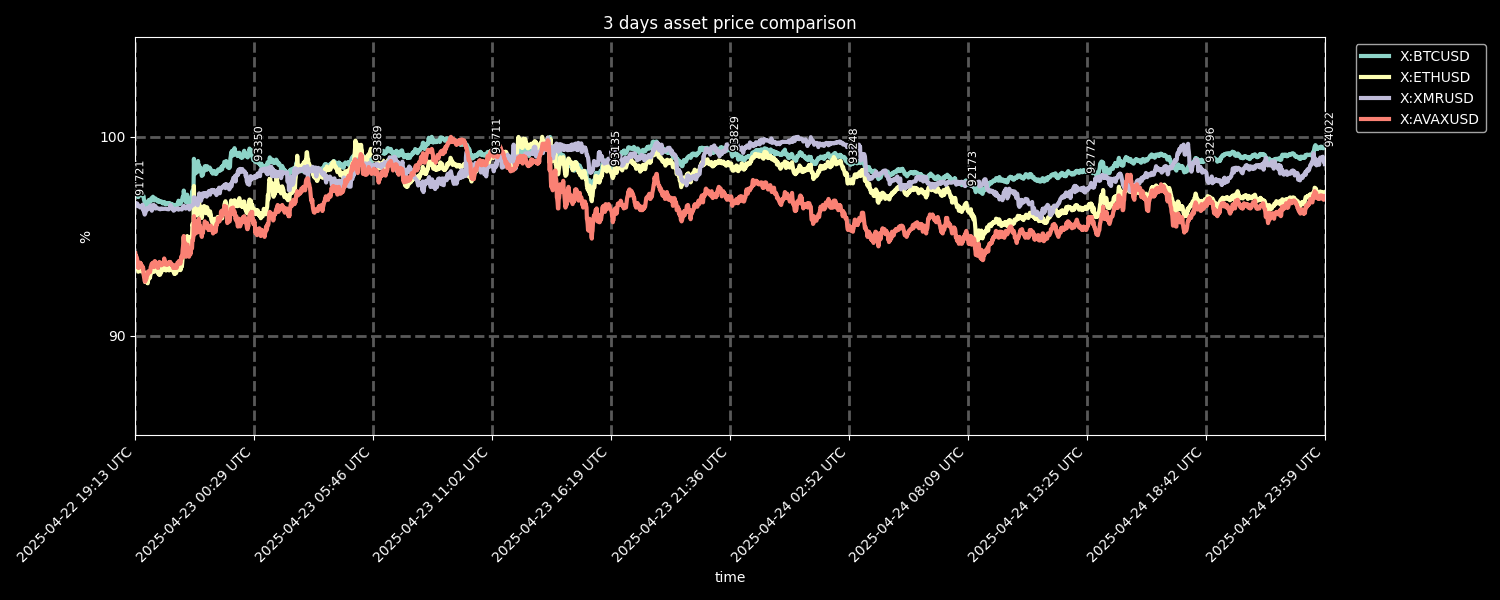 3 days asset price comparison
X:BTCUSD
X:ETHUSD
X:XMRUSD
X:AVAXUSD
100
90
%
91721
93350
93389
93711
93135
93829
93248
92173
92772
93296
94022
2025-04-22 19:13 UTC
2025-04-23 00:29 UTC
2025-04-23 05:46 UTC
2025-04-23 11:02 UTC
2025-04-23 16:19 UTC
2025-04-23 21:36 UTC
2025-04-24 02:52 UTC
2025-04-24 08:09 UTC
2025-04-24 13:25 UTC
2025-04-24 18:42 UTC
2025-04-24 23:59 UTC
time